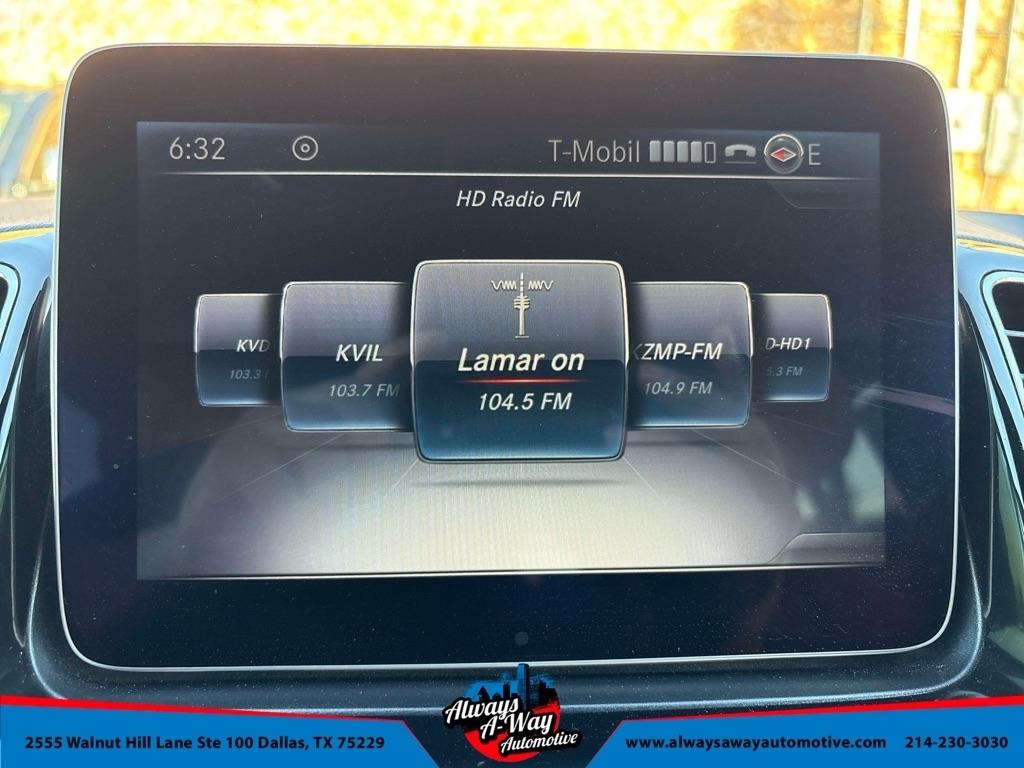 6:32 T-Mobil E
HD Radio FM
KVD KVIL Lamar on KZMP-FM D-HD1
103.3 103.7 FM 104.5 FM 104.9 FM 5.3 FM
Always
A-Way
Automotive
2555 Walnut Hill Lane Ste 100 Dallas, TX 75229
www.alwaysawayautomotive.com 214-230-3030